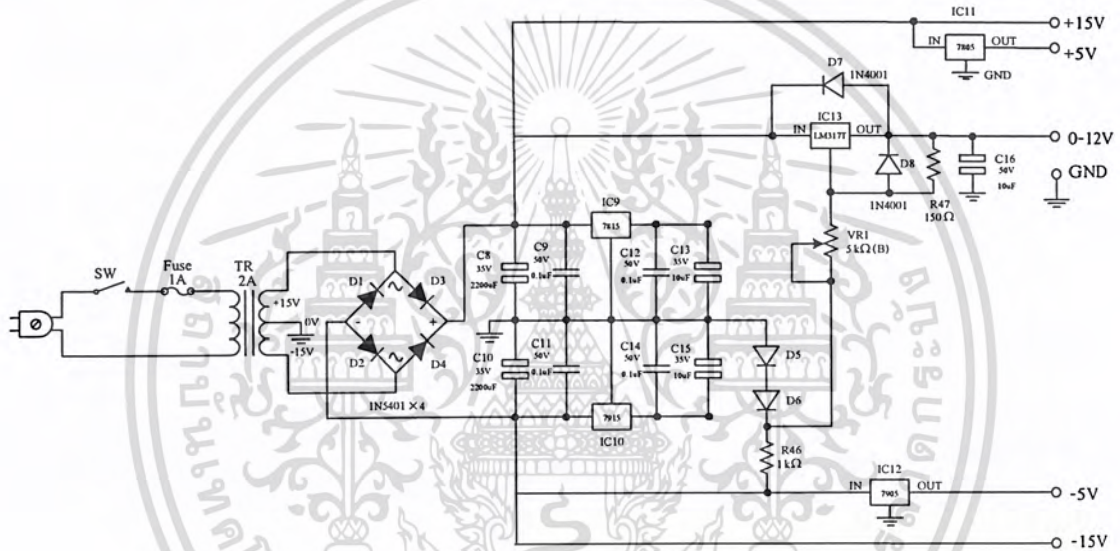 IC11
+15V
IN
7805
OUT
+5V
GND
D7
1N4001
IC13
IN
LM317T
OUT
0-12V
D8
1N4001
R47
150Ω
C16
50V
10uF
GND
VR1
5kΩ(B)
IC9
7815
C8
35V
2200uF
C9
50V
0.1uF
C12
50V
0.1uF
C13
35V
10uF
SW
Fuse
1A
TR
2A
+15V
0V
-15V
D1
D3
D2
D4
~
~
-
+
1N5401 ×4
C10
35V
2200uF
C11
50V
0.1uF
C14
50V
0.1uF
C15
35V
10uF
7915
IC10
D5
D6
R46
1kΩ
IC12
IN
7905
OUT
-5V
-15V